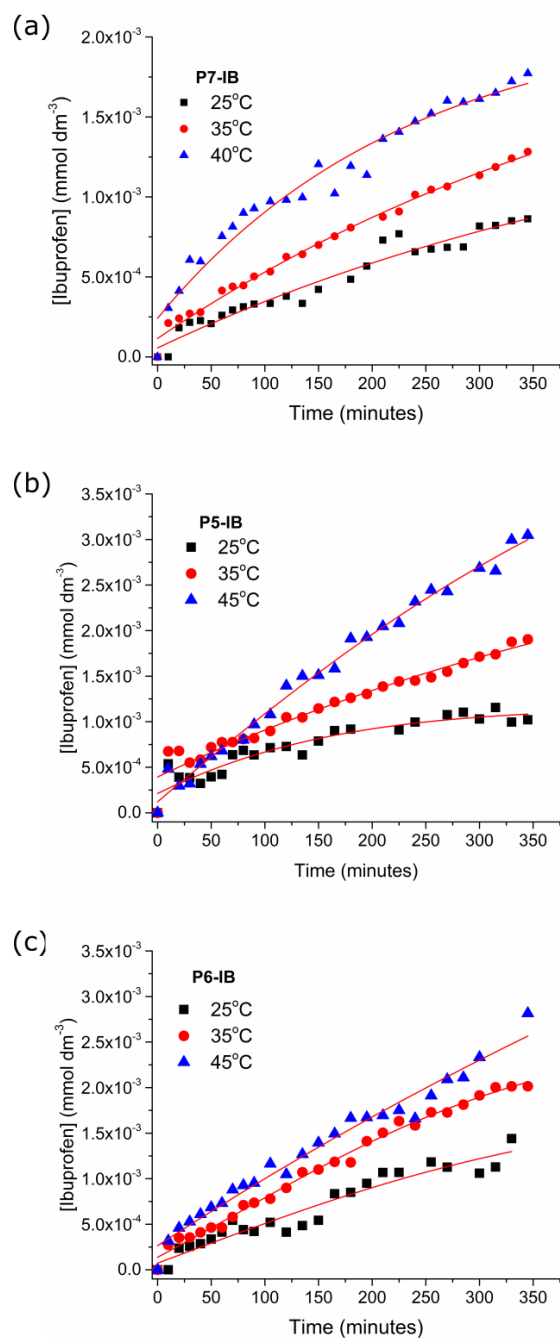 (a)
P7-IB
25°C
35°C
40°C
[Ibuprofen] (mmol dm⁻³)
2.0x10⁻³
1.5x10⁻³
1.0x10⁻³
5.0x10⁻⁴
0.0
0 50 100 150 200 250 300 350
Time (minutes)
(b)
P5-IB
25°C
35°C
45°C
[Ibuprofen] (mmol dm⁻³)
3.5x10⁻³
3.0x10⁻³
2.5x10⁻³
2.0x10⁻³
1.5x10⁻³
1.0x10⁻³
5.0x10⁻⁴
0.0
0 50 100 150 200 250 300 350
Time (minutes)
(c)
P6-IB
25°C
35°C
45°C
[Ibuprofen] (mmol dm⁻³)
3.5x10⁻³
3.0x10⁻³
2.5x10⁻³
2.0x10⁻³
1.5x10⁻³
1.0x10⁻³
5.0x10⁻⁴
0.0
0 50 100 150 200 250 300 350
Time (minutes)